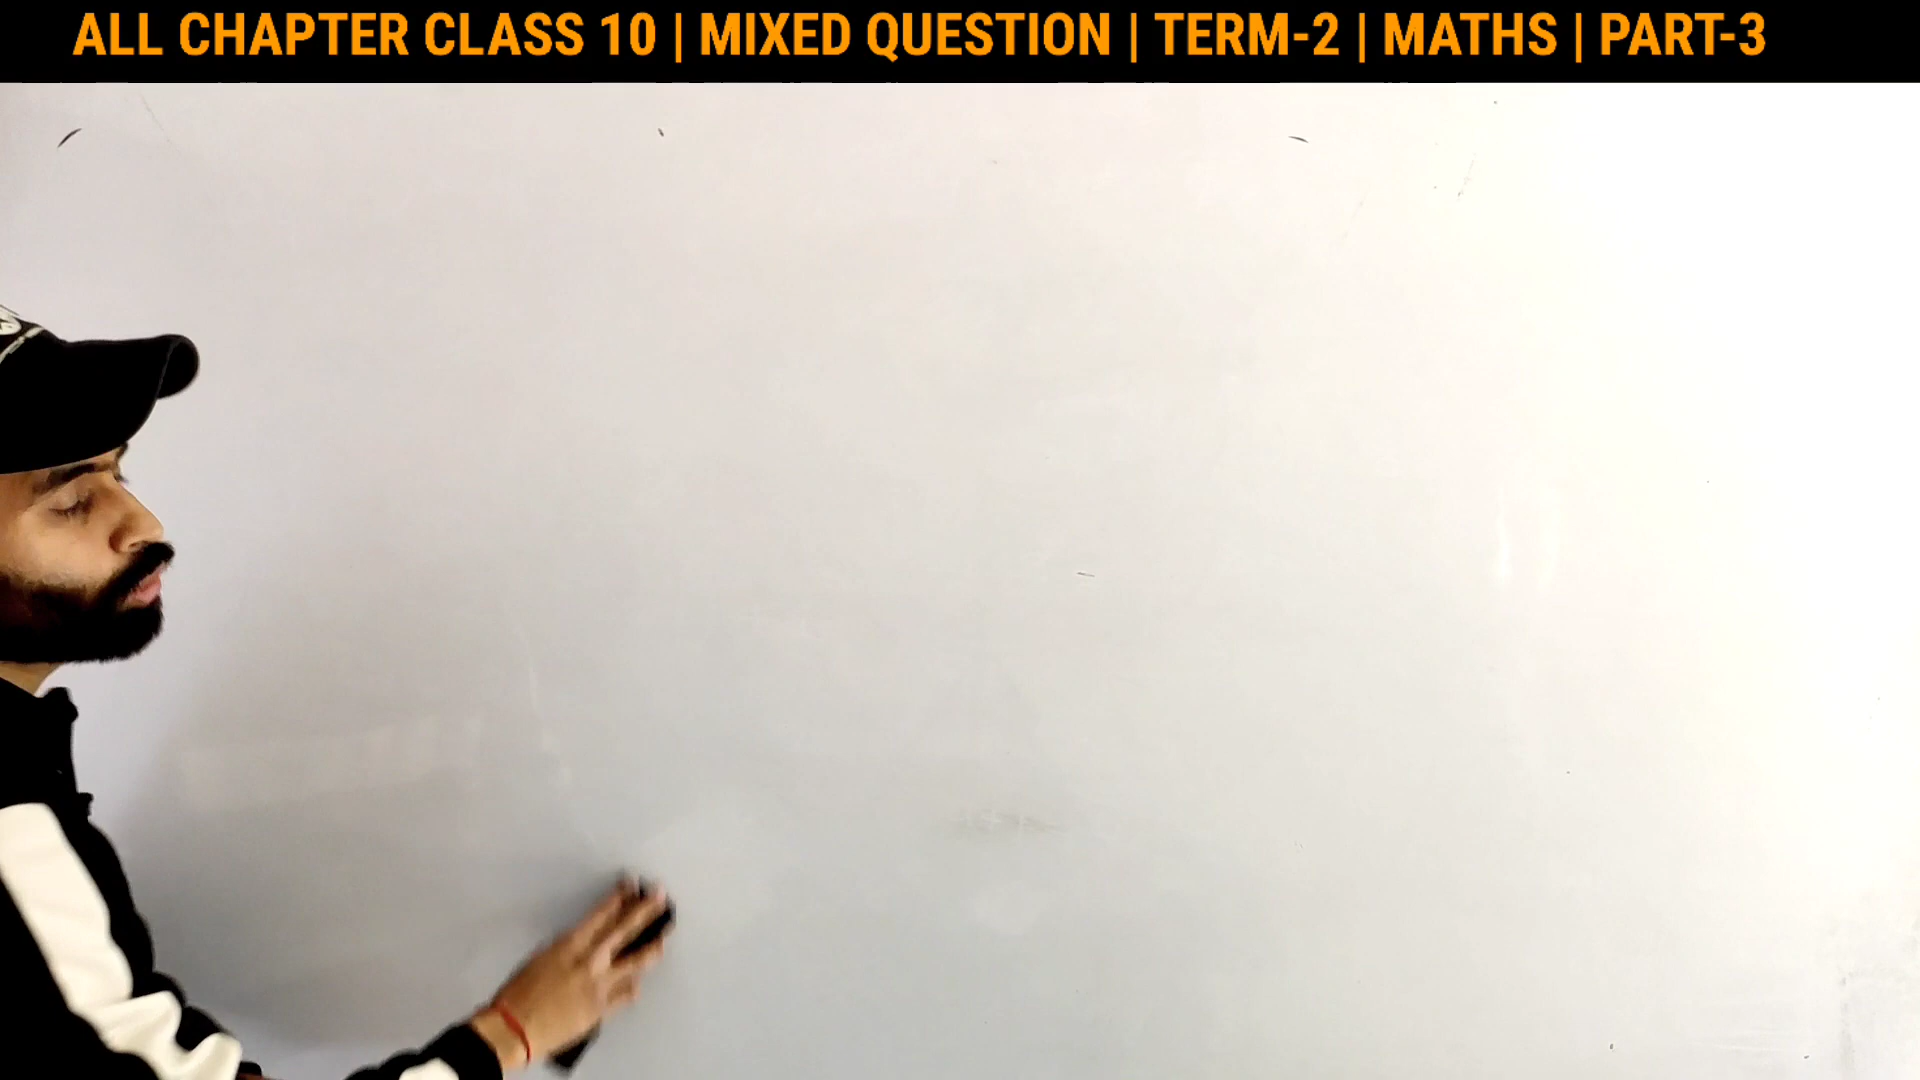 ALL CHAPTER CLASS 10 | MIXED QUESTION | TERM-2 | MATHS | PART-3